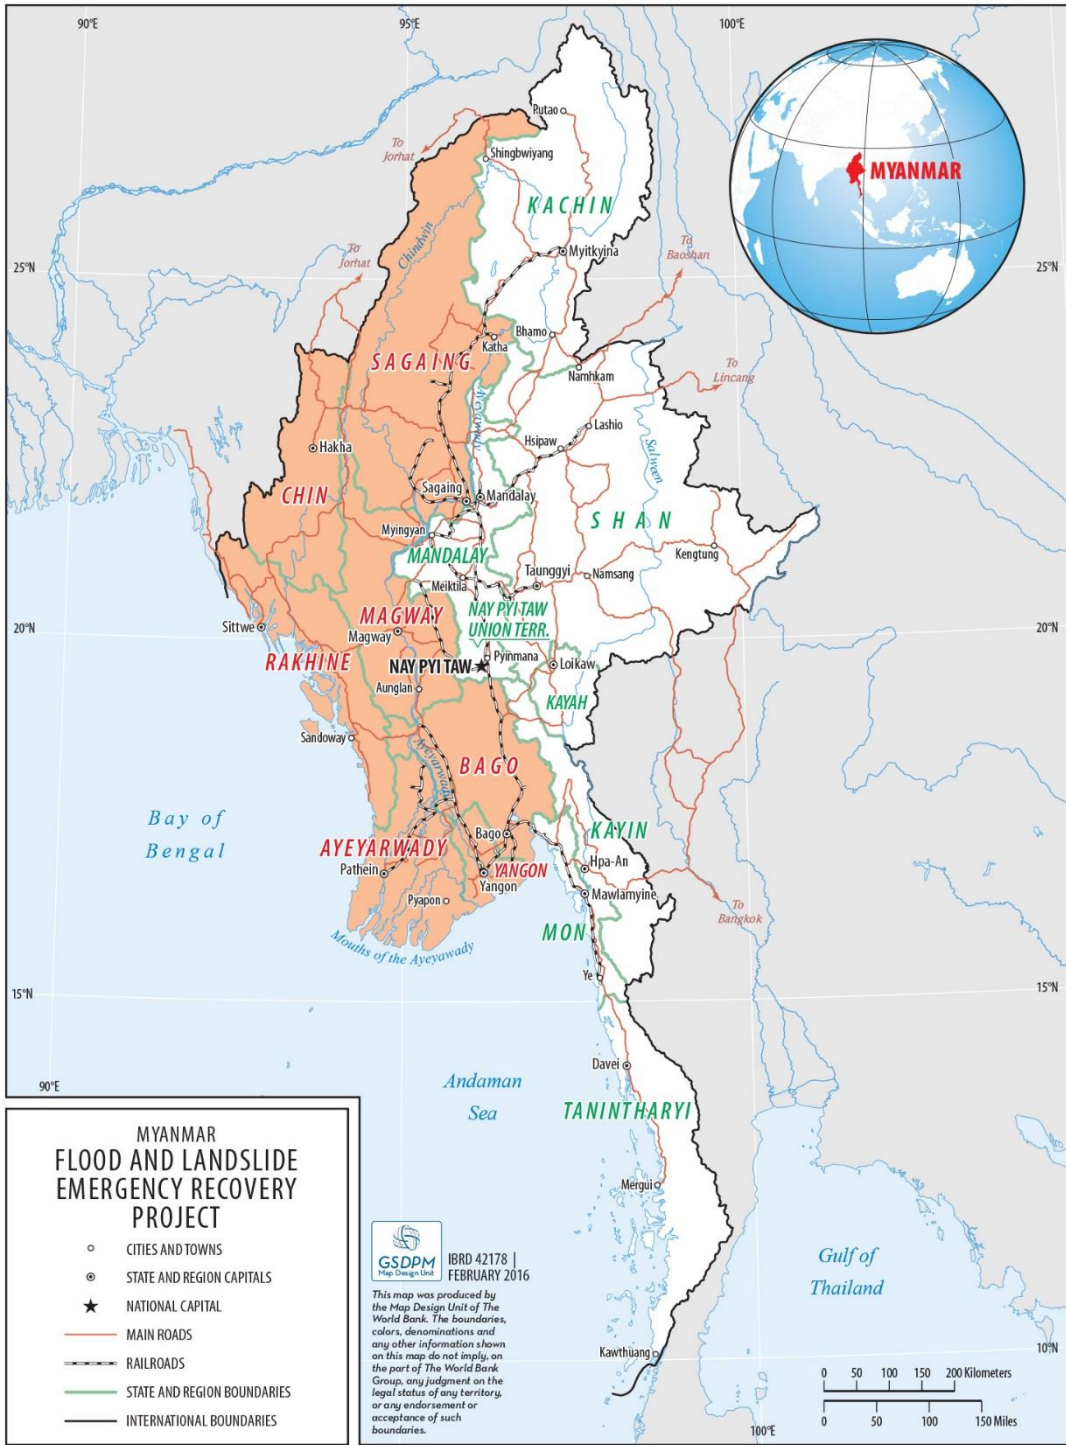 90°E
95°E
100°E
Putao
To
Jorhat
Shingbwiyang
MYANMAR
KACHIN
Chindwin
To
Jorhat
Myitkyina
To
Baoshan
25°N
25°N
Bhamo
Katha
SAGAING
Namhkam
To
Lincang
Ayeyarwady
Lashio
Hsipaw
Hakha
Salween
CHIN
Sagaing
Mandalay
SHAN
Myingyan
MANDALAY
Kengtung
Taunggyi
Namsang
Meiktila
MAGWAY
NAY PYI TAW
UNION TERR.
Sittwe
Magway
20°N
20°N
RAKHINE
NAY PYI TAW
Pyinmana
Loikaw
Aunglan
KAYAH
Sandoway
Ayeyarwady
BAGO
Bay of
Bengal
Bago
KAYIN
AYEYARWADY
Pathein
YANGON
Yangon
Hpa-An
Pyapon
Mawlamyine
To
Bangkok
MON
Mouths of the Ayeyawady
Ye
15°N
15°N
Davei
90°E
Andaman
Sea
TANINTHARYI
Mergui
MYANMAR
FLOOD AND LANDSLIDE
EMERGENCY RECOVERY
PROJECT
CITIES AND TOWNS
STATE AND REGION CAPITALS
NATIONAL CAPITAL
MAIN ROADS
RAILROADS
STATE AND REGION BOUNDARIES
INTERNATIONAL BOUNDARIES
GSDPM
Map Design Unit
IBRD 42178 |
FEBRUARY 2016
This map was produced by
the Map Design Unit of The
World Bank. The boundaries,
colors, denominations and
any other information shown
on this map do not imply, on
the part of The World Bank
Group, any judgment on the
legal status of any territory,
or any endorsement or
acceptance of such
boundaries.
Gulf of
Thailand
Kawthuang
10°N
0 50 100 150 200 Kilometers
0 50 100 150 Miles
100°E